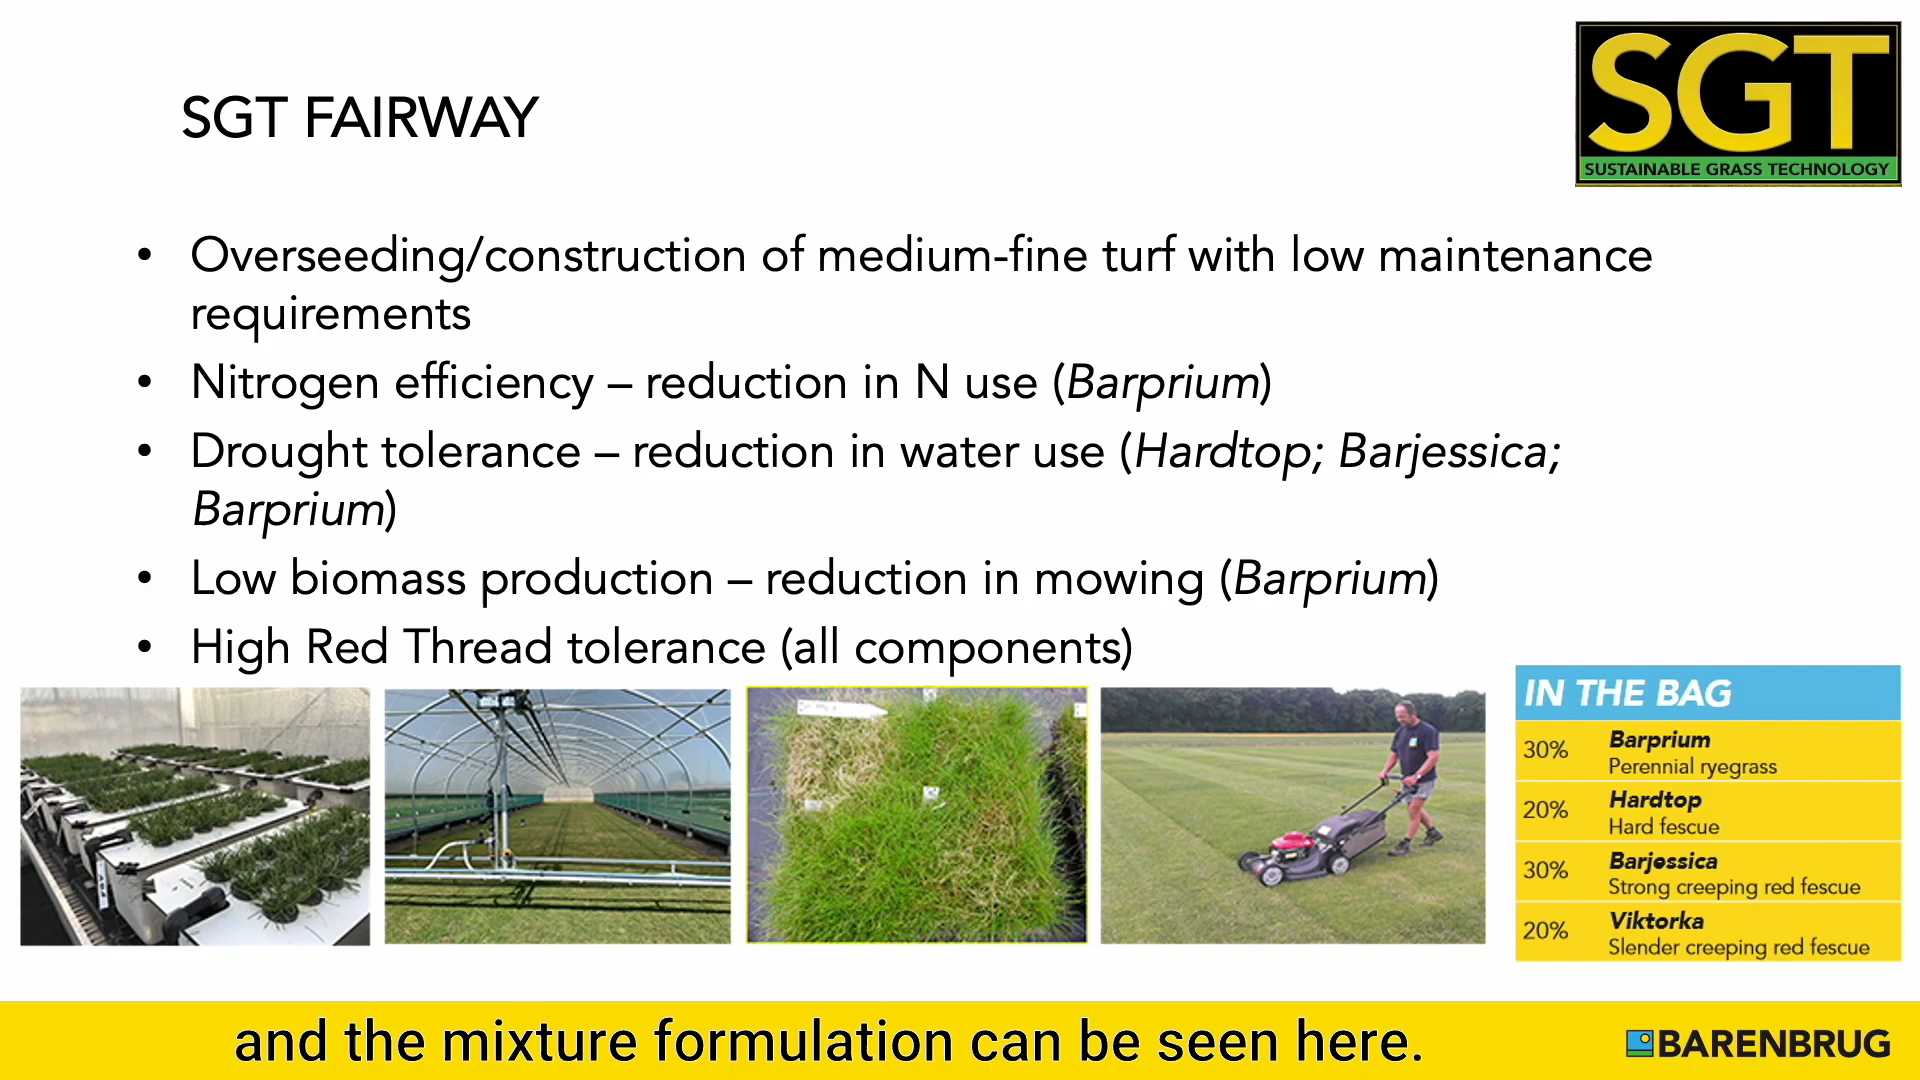 SGT FAIRWAY
SGT
SUSTAINABLE GRASS TECHNOLOGY
• Overseeding/construction of medium-fine turf with low maintenance
requirements
• Nitrogen efficiency – reduction in N use (Barprium)
• Drought tolerance – reduction in water use (Hardtop; Barjessica;
Barprium)
• Low biomass production – reduction in mowing (Barprium)
• High Red Thread tolerance (all components)
IN THE BAG
30% Barprium
Perennial ryegrass
20% Hardtop
Hard fescue
30% Barjessica
Strong creeping red fescue
20% Viktorka
Slender creeping red fescue
and the mixture formulation can be seen here.
BARENBRUG